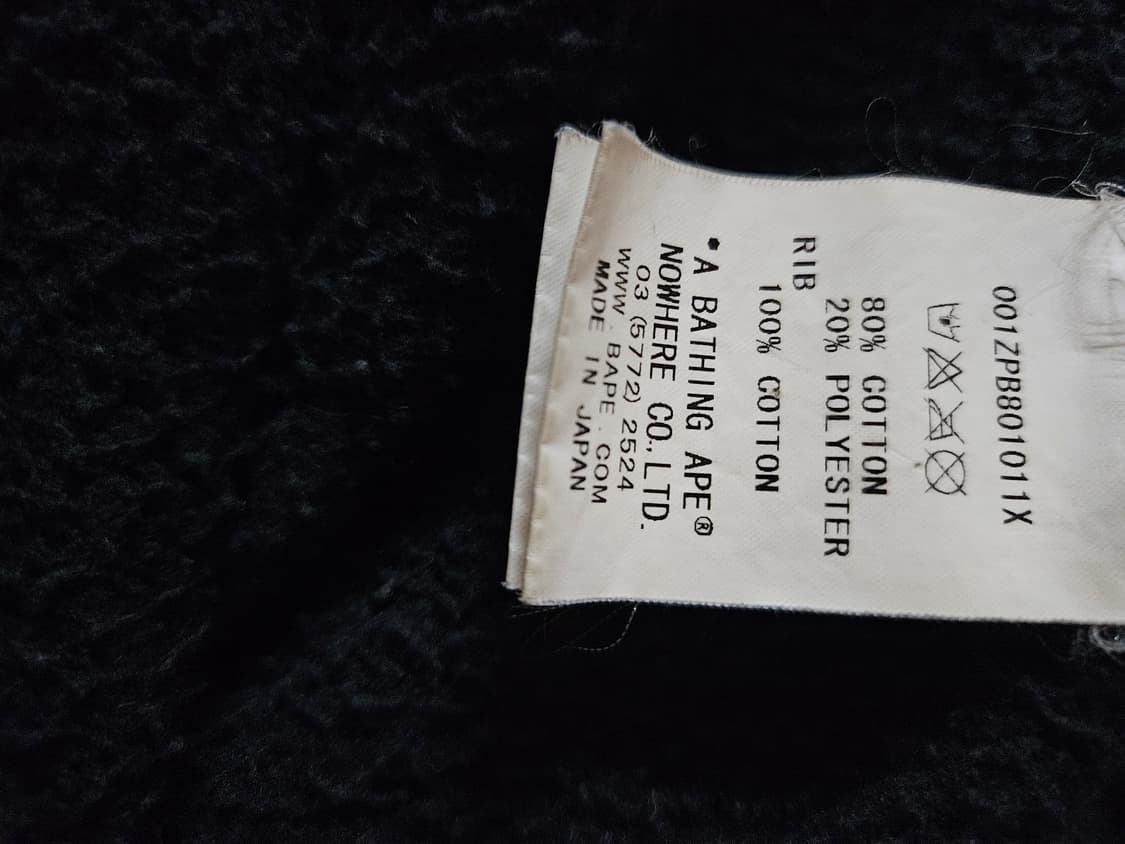 001ZPB801011X
80% COTTON
20% POLYESTER
RIB
100% COTTON
*A BATHING APE®
NOWHERE CO.,LTD.
03 (5772) 2524
WWW.BAPE.COM
MADE IN JAPAN